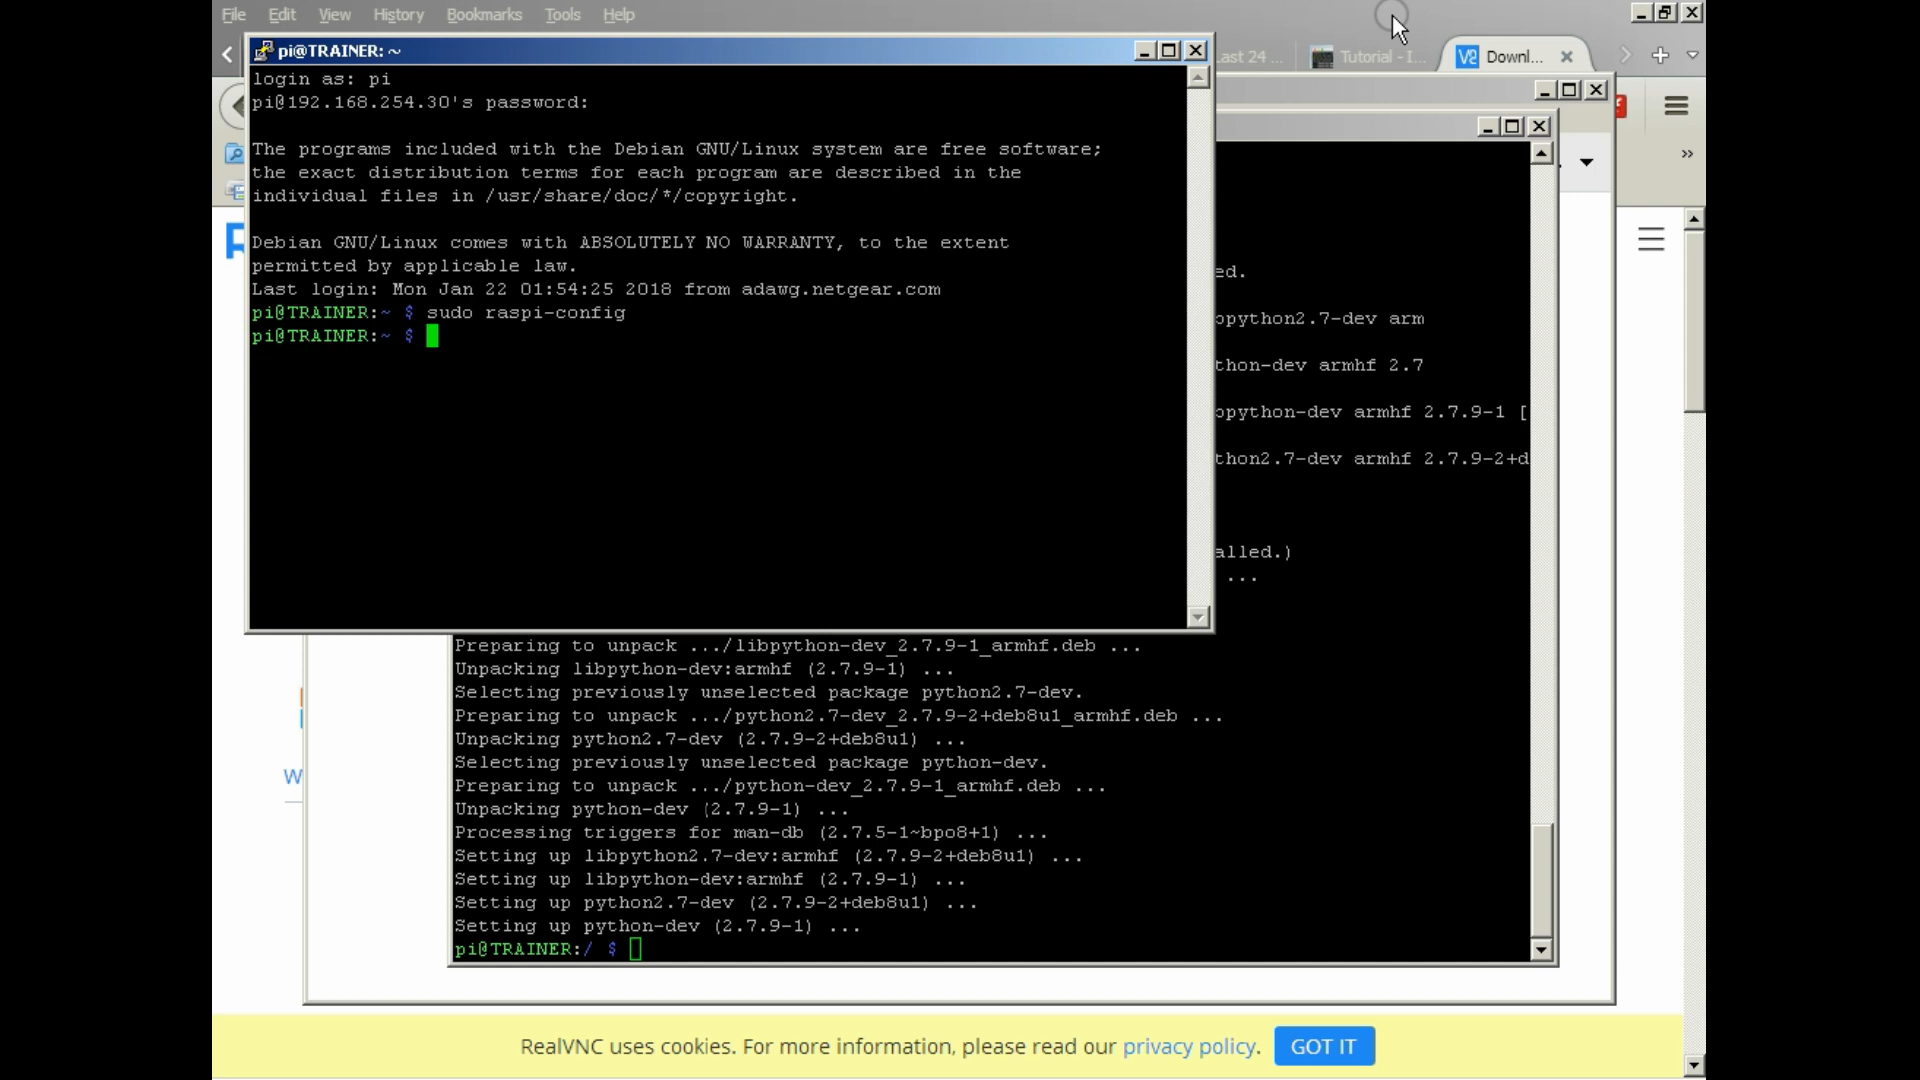 File Edit View History Bookmarks Tools Help
pi@TRAINER: ~
Last 24 ...
Tutorial - I...
Downl...
login as: pi
pi@192.168.254.30's password:
The programs included with the Debian GNU/Linux system are free software;
the exact distribution terms for each program are described in the
individual files in /usr/share/doc/*/copyright.
Debian GNU/Linux comes with ABSOLUTELY NO WARRANTY, to the extent
permitted by applicable law.
Last login: Mon Jan 22 01:54:25 2018 from adawg.netgear.com
pi@TRAINER:~ $ sudo raspi-config
pi@TRAINER:~ $
ed.
python2.7-dev arm
thon-dev armhf 2.7
python-dev armhf 2.7.9-1 [
thon2.7-dev armhf 2.7.9-2+d
alled.)
...
Preparing to unpack .../libpython-dev_2.7.9-1_armhf.deb ...
Unpacking libpython-dev:armhf (2.7.9-1) ...
Selecting previously unselected package python2.7-dev.
Preparing to unpack .../python2.7-dev_2.7.9-2+deb8u1_armhf.deb ...
Unpacking python2.7-dev (2.7.9-2+deb8u1) ...
Selecting previously unselected package python-dev.
Preparing to unpack .../python-dev_2.7.9-1_armhf.deb ...
Unpacking python-dev (2.7.9-1) ...
Processing triggers for man-db (2.7.5-1~bpo8+1) ...
Setting up libpython2.7-dev:armhf (2.7.9-2+deb8u1) ...
Setting up libpython-dev:armhf (2.7.9-1) ...
Setting up python2.7-dev (2.7.9-2+deb8u1) ...
Setting up python-dev (2.7.9-1) ...
pi@TRAINER:/ $
W
RealVNC uses cookies. For more information, please read our privacy policy. GOT IT